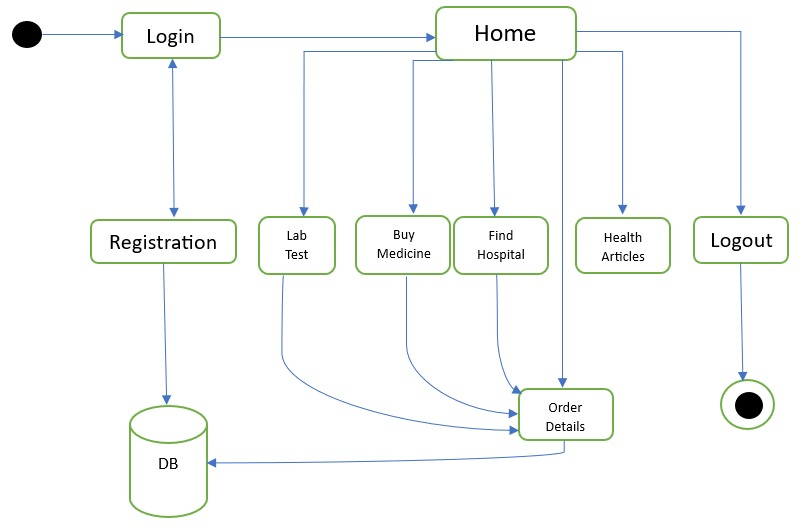 Login
Home
Registration
Lab
Test
Buy
Medicine
Find
Hospital
Health
Articles
Logout
Order
Details
DB